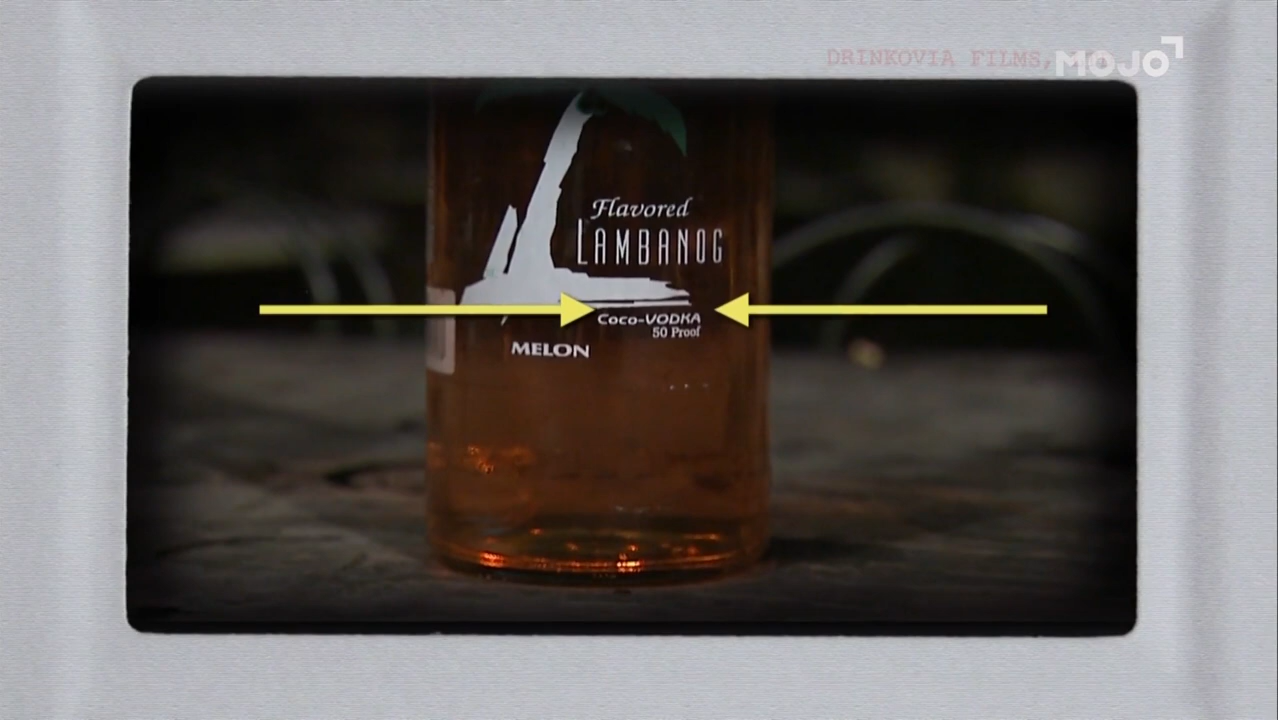 DRINKOVIA FILMS,
MOJO
Flavored
LAMBANOG
Coco-VODKA
50 Proof
MELON